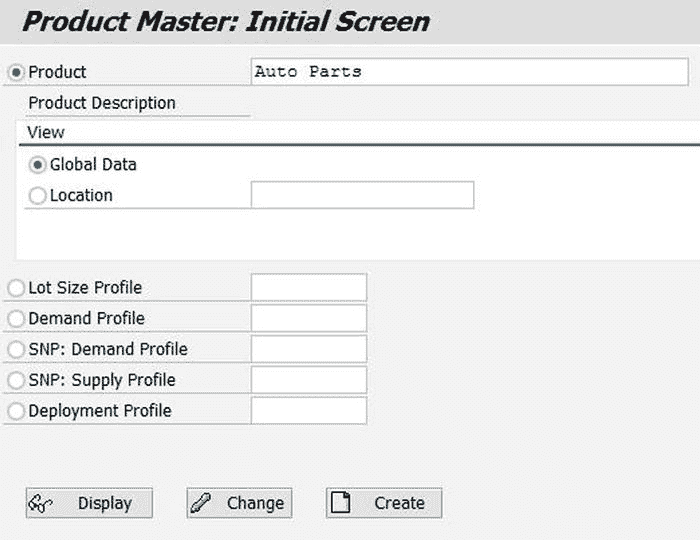 Product Master: Initial Screen
Product Auto Parts
Product Description
View
Global Data
Location
Lot Size Profile
Demand Profile
SNP: Demand Profile
SNP: Supply Profile
Deployment Profile
Display Change Create